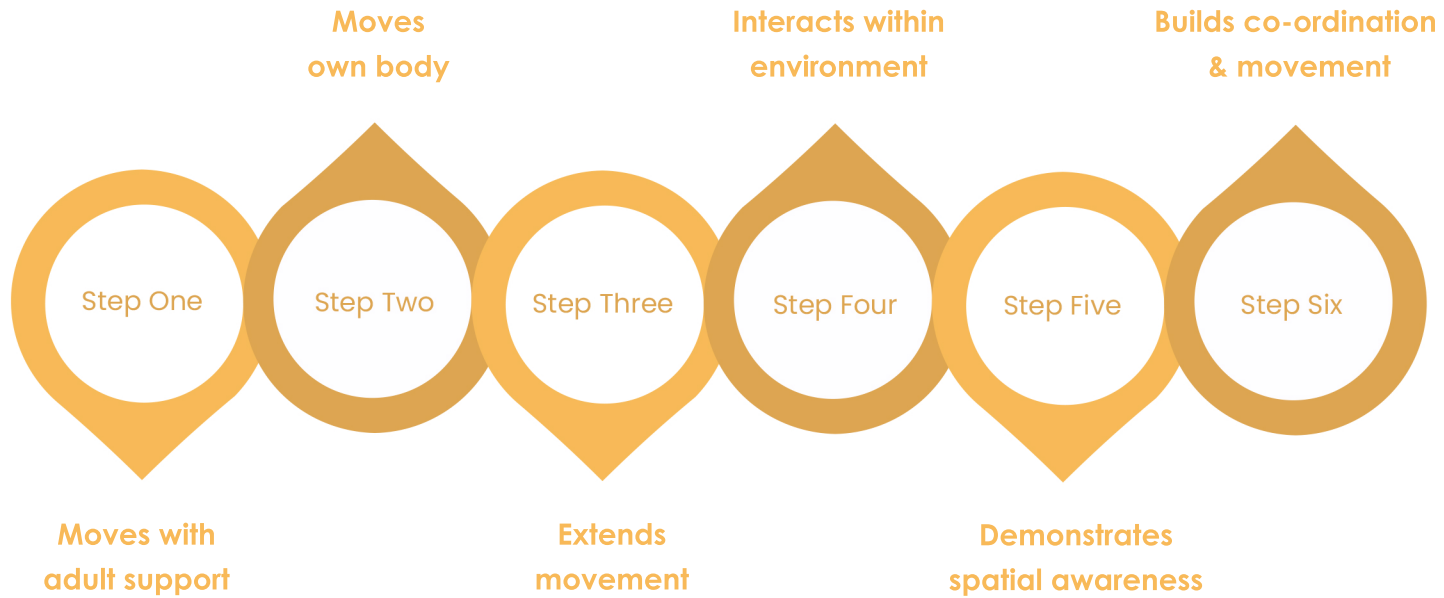 Moves
own body
Interacts within
environment
Builds co-ordination
& movement
Step One
Step Two
Step Three
Step Four
Step Five
Step Six
Moves with
adult support
Extends
movement
Demonstrates
spatial awareness